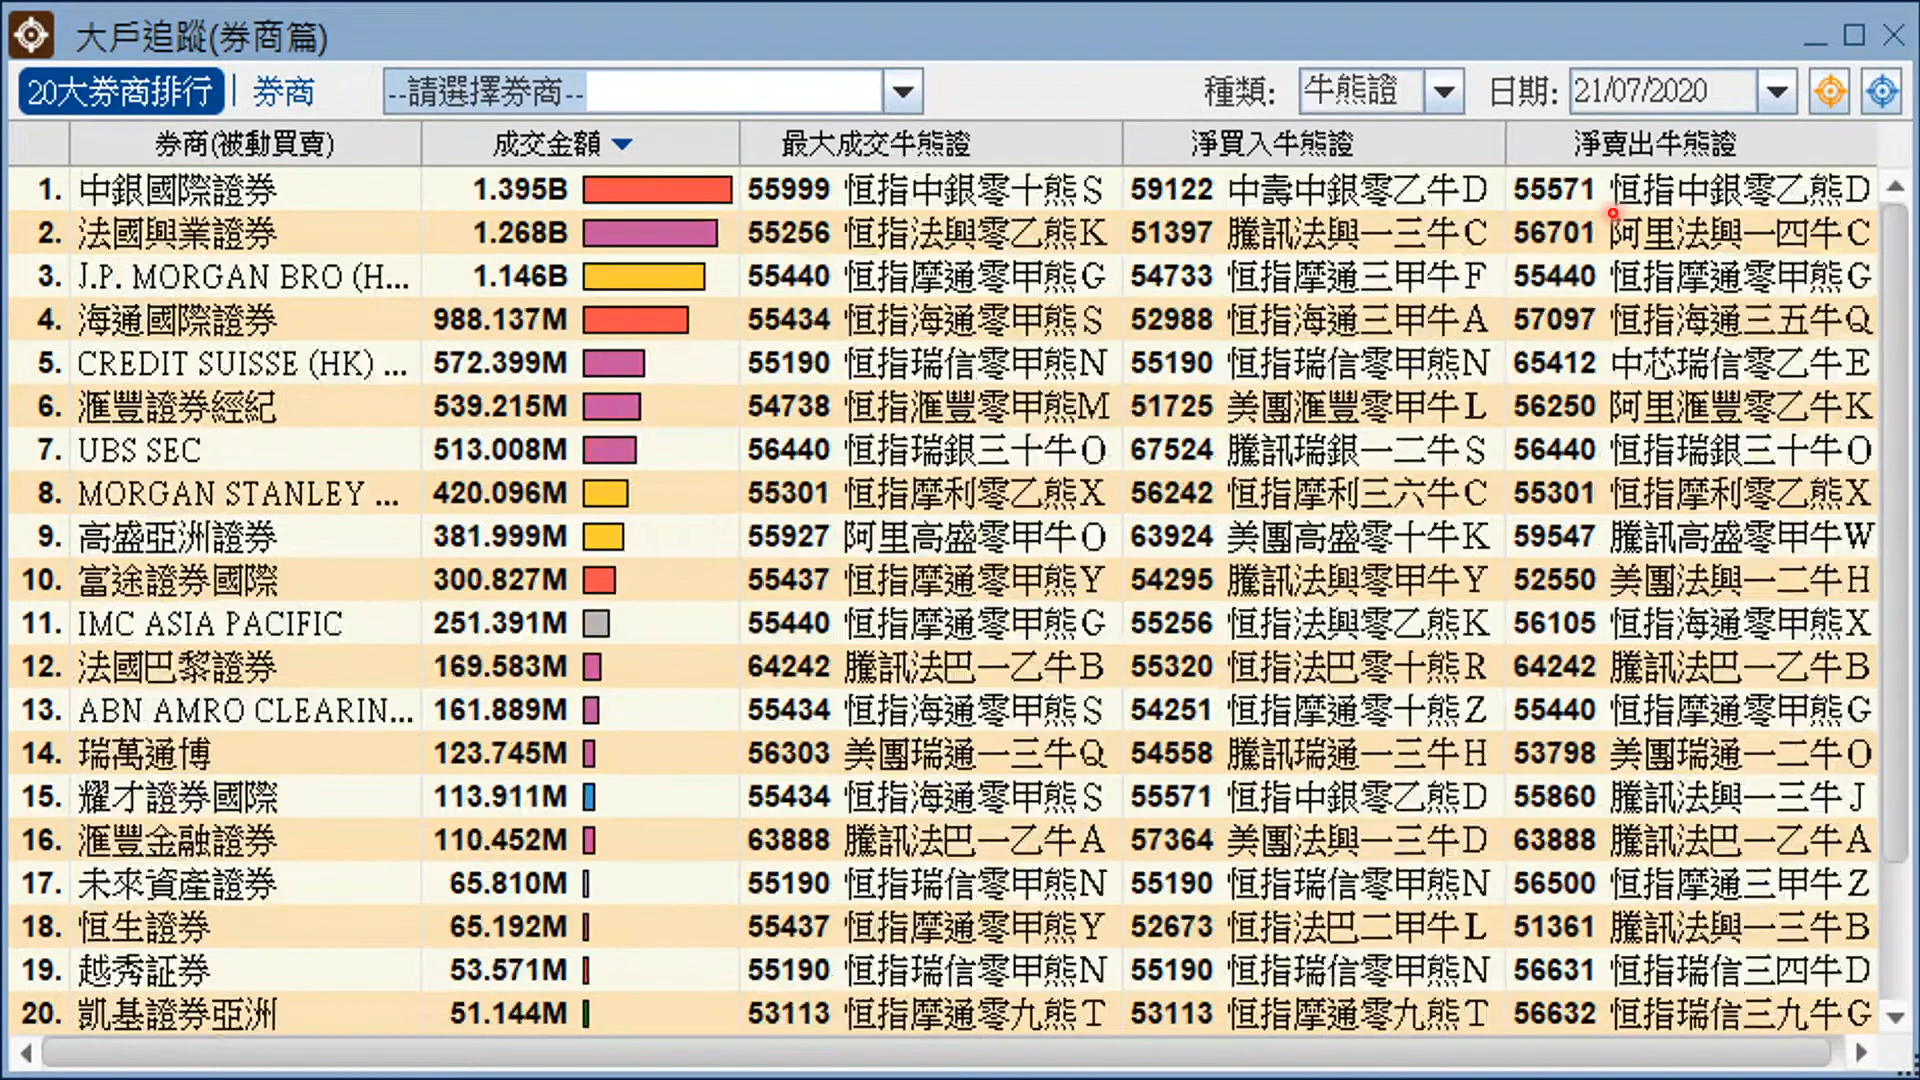 大戶追蹤(券商篇)
20大券商排行 | 券商 --請選擇券商-- 種類: 牛熊證 日期: 21/07/2020
券商(被動買賣) 成交金額 最大成交牛熊證 淨買入牛熊證 淨賣出牛熊證
1. 中銀國際證券 1.395B 55999 恒指中銀零十熊S 59122 中壽中銀零乙牛D 55571 恒指中銀零乙熊D
2. 法國興業證券 1.268B 55256 恒指法興零乙熊K 51397 騰訊法興一三牛C 56701 阿里法興一四牛C
3. J.P. MORGAN BRO (H... 1.146B 55440 恒指摩通零甲熊G 54733 恒指摩通三甲牛F 55440 恒指摩通零甲熊G
4. 海通國際證券 988.137M 55434 恒指海通零甲熊S 52988 恒指海通三甲牛A 57097 恒指海通三五牛Q
5. CREDIT SUISSE (HK) ... 572.399M 55190 恒指瑞信零甲熊N 55190 恒指瑞信零甲熊N 65412 中芯瑞信零乙牛E
6. 滙豐證券經紀 539.215M 54738 恒指滙豐零甲熊M 51725 美團滙豐零甲牛L 56250 阿里滙豐零乙牛K
7. UBS SEC 513.008M 56440 恒指瑞銀三十牛O 67524 騰訊瑞銀一二牛S 56440 恒指瑞銀三十牛O
8. MORGAN STANLEY ... 420.096M 55301 恒指摩利零乙熊X 56242 恒指摩利三六牛C 55301 恒指摩利零乙熊X
9. 高盛亞洲證券 381.999M 55927 阿里高盛零甲牛O 63924 美團高盛零十牛K 59547 騰訊高盛零甲牛W
10. 富途證券國際 300.827M 55437 恒指摩通零甲熊Y 54295 騰訊法興零甲牛Y 52550 美團法興一二牛H
11. IMC ASIA PACIFIC 251.391M 55440 恒指摩通零甲熊G 55256 恒指法興零乙熊K 56105 恒指海通零甲熊X
12. 法國巴黎證券 169.583M 64242 騰訊法巴一乙牛B 55320 恒指法巴零十熊R 64242 騰訊法巴一乙牛B
13. ABN AMRO CLEARIN... 161.889M 55434 恒指海通零甲熊S 54251 恒指摩通零十熊Z 55440 恒指摩通零甲熊G
14. 瑞萬通博 123.745M 56303 美團瑞通一三牛Q 54558 騰訊瑞通一三牛H 53798 美團瑞通一二牛O
15. 耀才證券國際 113.911M 55434 恒指海通零甲熊S 55571 恒指中銀零乙熊D 55860 騰訊法興一三牛J
16. 滙豐金融證券 110.452M 63888 騰訊法巴一乙牛A 57364 美團法興一三牛D 63888 騰訊法巴一乙牛A
17. 未來資產證券 65.810M 55190 恒指瑞信零甲熊N 55190 恒指瑞信零甲熊N 56500 恒指摩通三甲牛Z
18. 恒生證券 65.192M 55437 恒指摩通零甲熊Y 52673 恒指法巴二甲牛L 51361 騰訊法興一三牛B
19. 越秀証券 53.571M 55190 恒指瑞信零甲熊N 55190 恒指瑞信零甲熊N 56631 恒指瑞信三四牛D
20. 凱基證券亞洲 51.144M 53113 恒指摩通零九熊T 53113 恒指摩通零九熊T 56632 恒指瑞信三九牛G